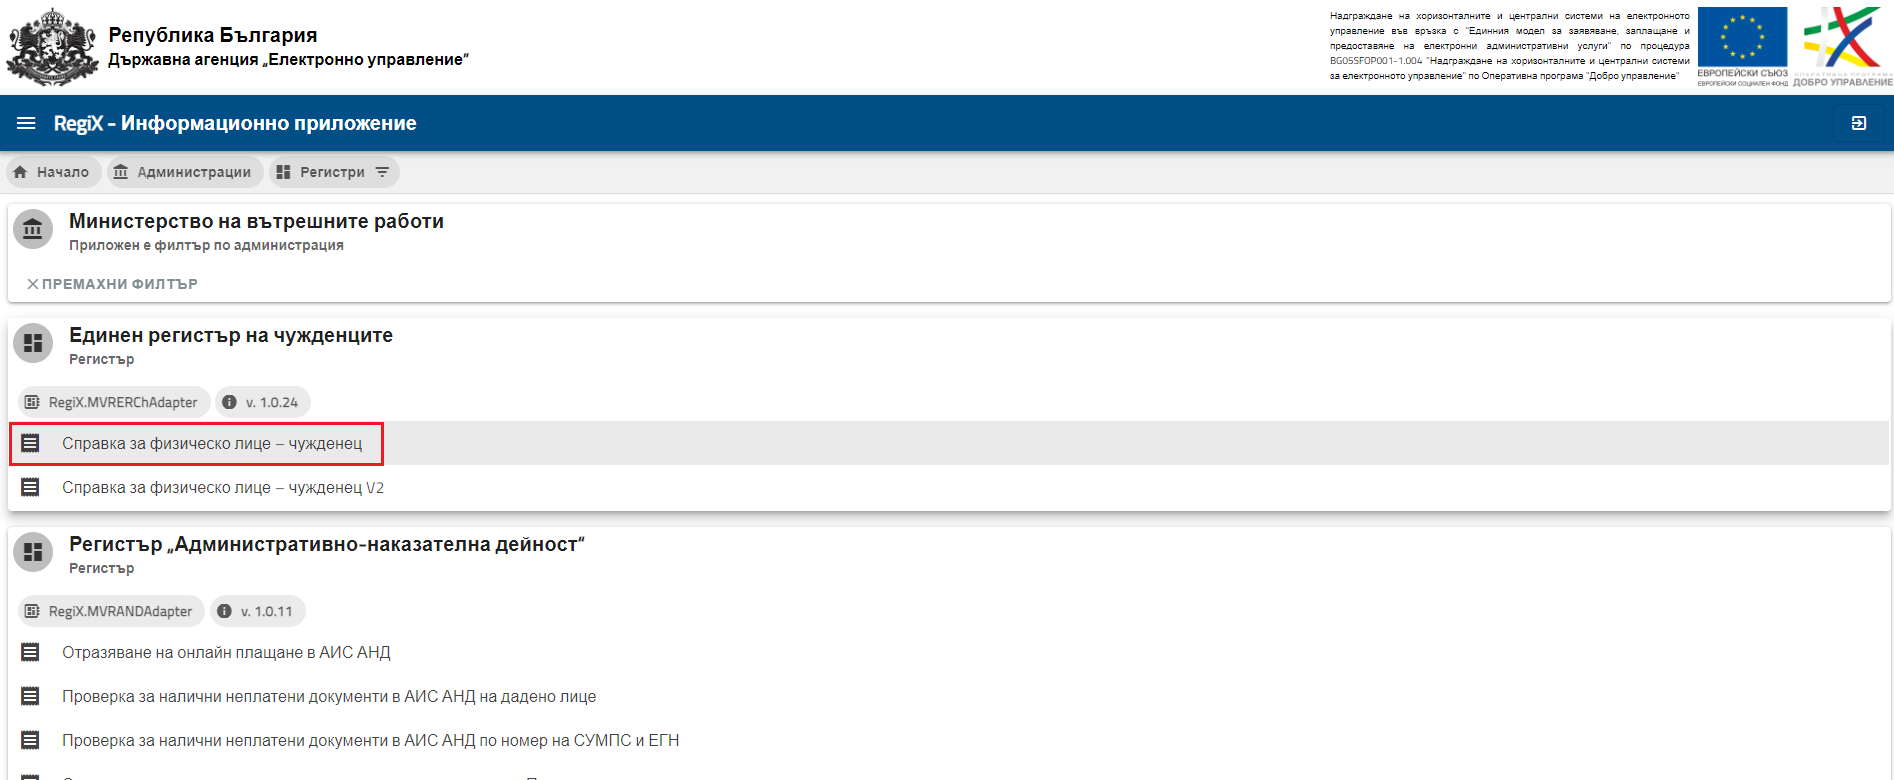 Република България
Държавна агенция „Електронно управление“
Надграждане на хоризонталните и централни системи на електронното
управление във връзка с "Единния модел за заявяване, заплащане и
предоставяне на електронни административни услуги" по процедура
BG05SFOP001-1.004 "Надграждане на хоризонталните и централни системи
за електронното управление" по Оперативна програма "Добро управление"
ЕВРОПЕЙСКИ СЪЮЗ
ЕВРОПЕЙСКИ СОЦИАЛЕН ФОНД
ОПЕРАТИВНА ПРОГРАМА
ДОБРО УПРАВЛЕНИЕ
RegiX - Информационно приложение
Начало
Администрации
Регистри
Министерство на вътрешните работи
Приложен е филтър по администрация
ПРЕМАХНИ ФИЛТЪР
Единен регистър на чужденците
Регистър
RegiX.MVRERChAdapter
v. 1.0.24
Справка за физическо лице – чужденец
Справка за физическо лице – чужденец V2
Регистър „Административно-наказателна дейност“
Регистър
RegiX.MVRANDAdapter
v. 1.0.11
Отразяване на онлайн плащане в АИС АНД
Проверка за налични неплатени документи в АИС АНД на дадено лице
Проверка за налични неплатени документи в АИС АНД по номер на СУМПС и ЕГН